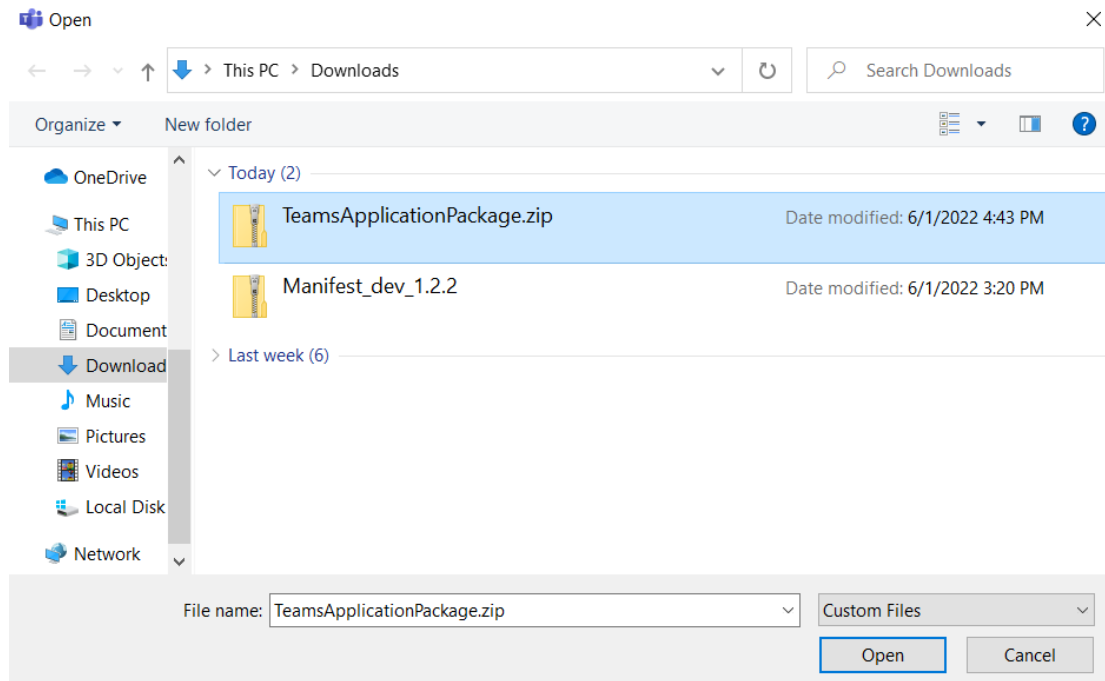 Open
This PC > Downloads
Search Downloads
Organize
New folder
OneDrive
This PC
3D Object
Desktop
Document
Download
Music
Pictures
Videos
Local Disk
Network
Today (2)
TeamsApplicationPackage.zip
Date modified: 6/1/2022 4:43 PM
Manifest_dev_1.2.2
Date modified: 6/1/2022 3:20 PM
Last week (6)
File name: TeamsApplicationPackage.zip
Custom Files
Open
Cancel